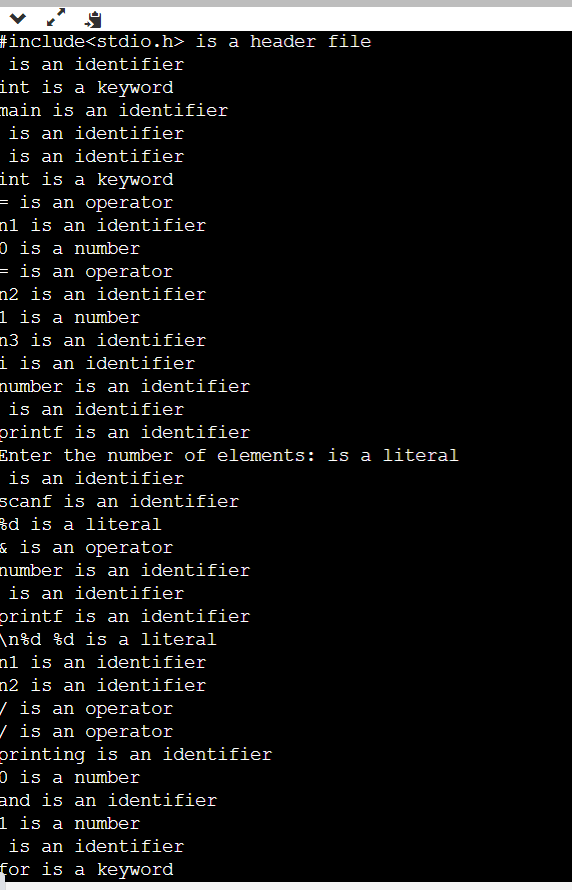 #include<stdio.h> is a header file
is an identifier
int is a keyword
main is an identifier
is an identifier
is an identifier
int is a keyword
= is an operator
n1 is an identifier
0 is a number
= is an operator
n2 is an identifier
1 is a number
n3 is an identifier
i is an identifier
number is an identifier
is an identifier
printf is an identifier
Enter the number of elements: is a literal
is an identifier
scanf is an identifier
%d is a literal
& is an operator
number is an identifier
is an identifier
printf is an identifier
\n%d %d is a literal
n1 is an identifier
n2 is an identifier
/ is an operator
/ is an operator
printing is an identifier
0 is a number
and is an identifier
1 is a number
is an identifier
for is a keyword